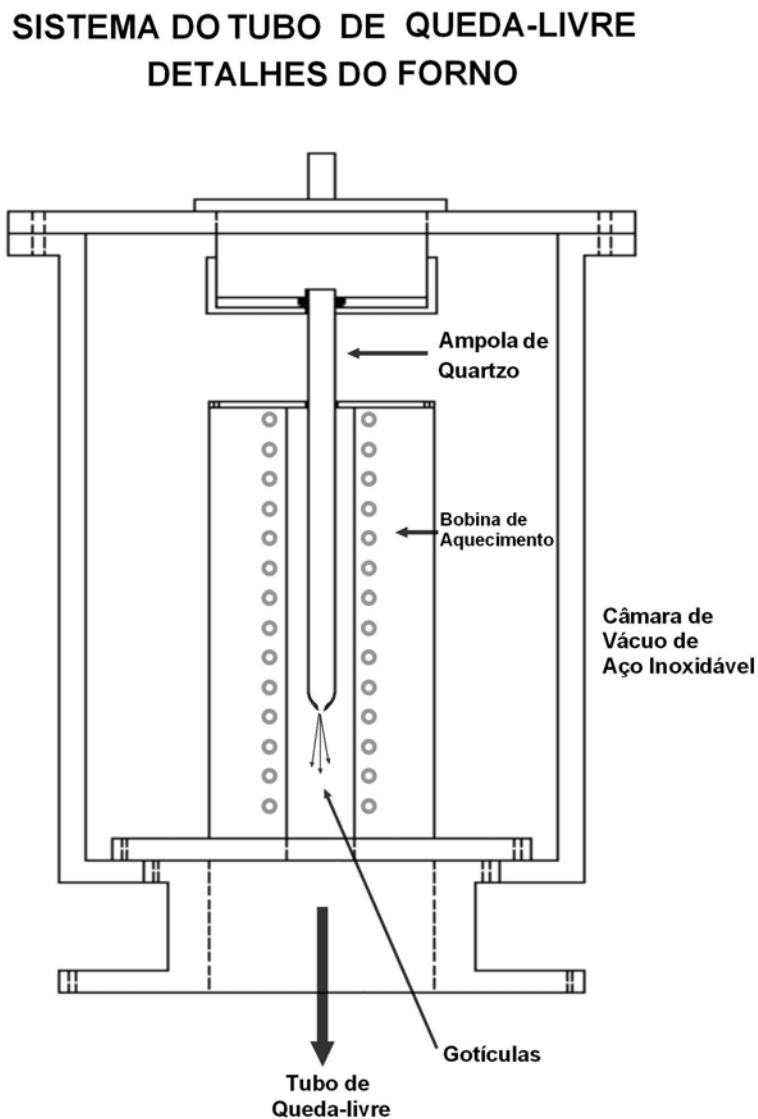 SISTEMA DO TUBO DE QUEDA-LIVRE
DETALHES DO FORNO
Ampola de
Quartzo
Bobina de
Aquecimento
Câmara de
Vácuo de
Aço Inoxidável
Gotículas
Tubo de
Queda-livre